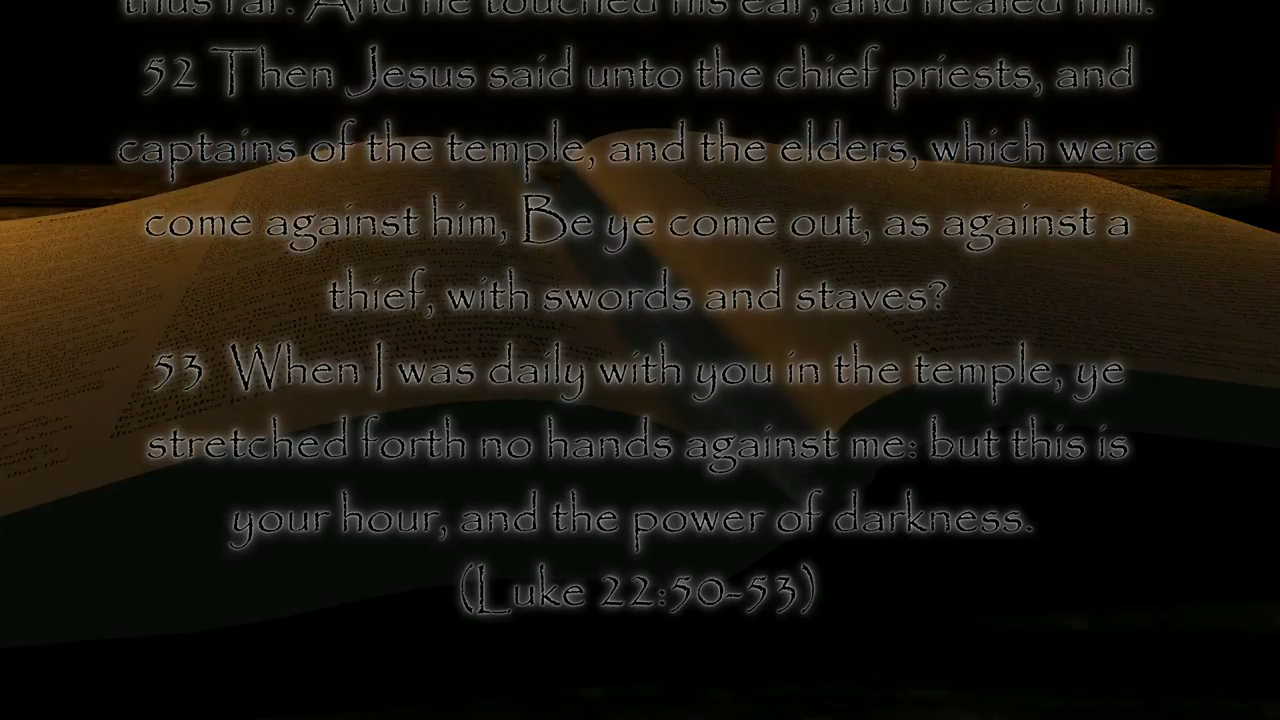 thus far. And he touched his ear, and healed him.
52 Then Jesus said unto the chief priests, and
captains of the temple, and the elders, which were
come against him, Be ye come out, as against a
thief, with swords and staves?
53 When I was daily with you in the temple, ye
stretched forth no hands against me: but this is
your hour, and the power of darkness.
(Luke 22:50-53)